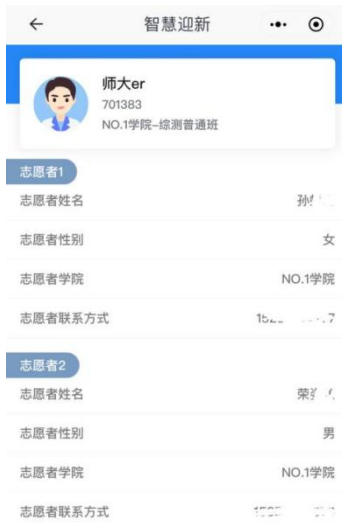 智慧迎新
师大er
701383
NO.1学院-综测普通班
志愿者1
志愿者姓名 孙
志愿者性别 女
志愿者学院 NO.1学院
志愿者联系方式
志愿者2
志愿者姓名 荣
志愿者性别 男
志愿者学院 NO.1学院
志愿者联系方式